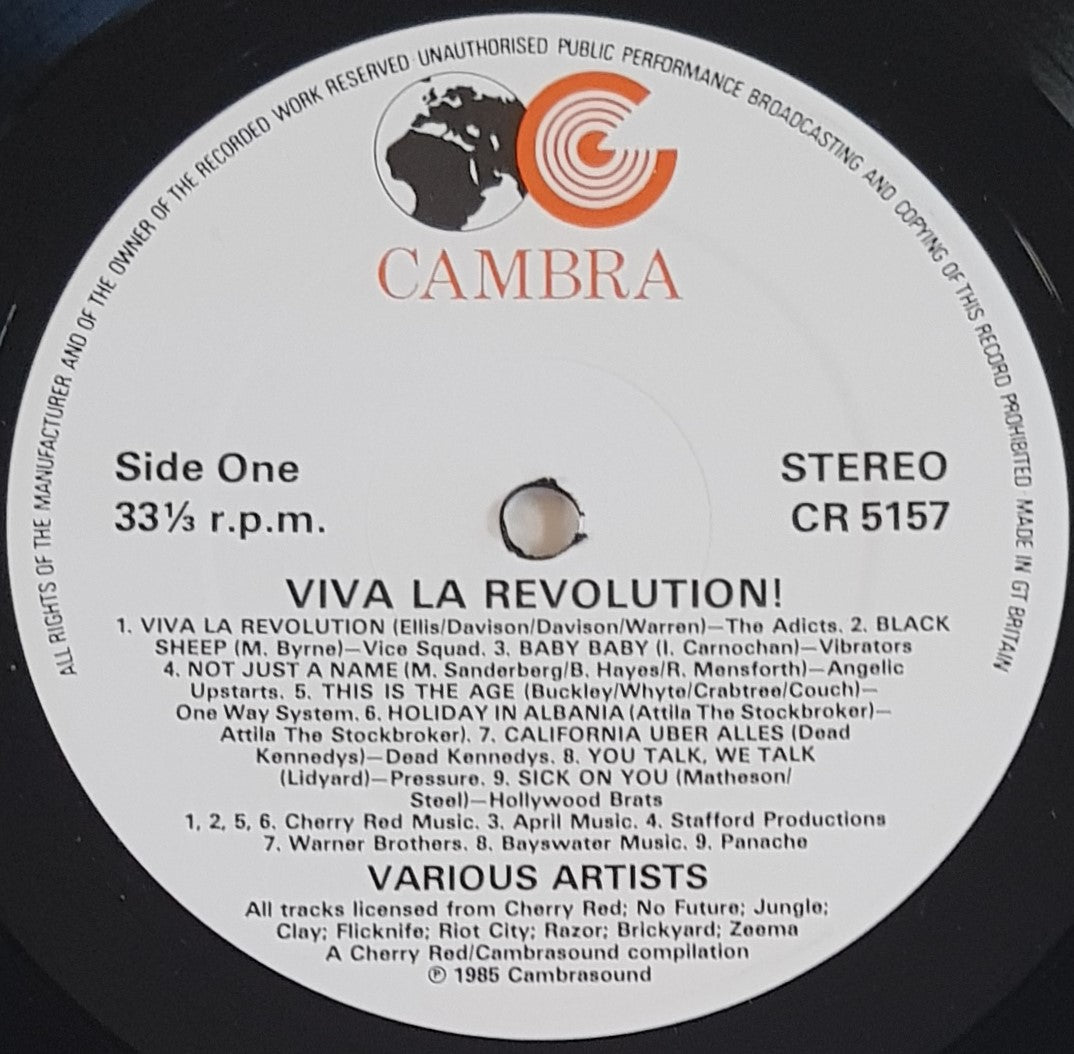 ALL RIGHTS OF THE MANUFACTURER AND OF THE OWNER OF THE RECORDED WORK RESERVED · UNAUTHORISED PUBLIC PERFORMANCE BROADCASTING AND COPYING OF THIS RECORD PROHIBITED · MADE IN GT BRITAIN
CAMBRA
Side One
33⅓ r.p.m.
STEREO
CR 5157
VIVA LA REVOLUTION!
1. VIVA LA REVOLUTION (Ellis/Davison/Davison/Warren)—The Adicts. 2. BLACK
SHEEP (M. Byrne)—Vice Squad. 3. BABY BABY (I. Carnochan)—Vibrators
4. NOT JUST A NAME (M. Sanderberg/B. Hayes/R. Mensforth)—Angelic
Upstarts. 5. THIS IS THE AGE (Buckley/Whyte/Crabtree/Couch)—
One Way System. 6. HOLIDAY IN ALBANIA (Attila The Stockbroker)—
Attila The Stockbroker). 7. CALIFORNIA UBER ALLES (Dead
Kennedys)—Dead Kennedys. 8. YOU TALK, WE TALK
(Lidyard)—Pressure. 9. SICK ON YOU (Matheson/
Steel)—Hollywood Brats
1, 2, 5, 6. Cherry Red Music. 3. April Music. 4. Stafford Productions
7. Warner Brothers. 8. Bayswater Music. 9. Panache
VARIOUS ARTISTS
All tracks licensed from Cherry Red; No Future; Jungle;
Clay; Flicknife; Riot City; Razor; Brickyard; Zeema
A Cherry Red/Cambrasound compilation
℗ 1985 Cambrasound